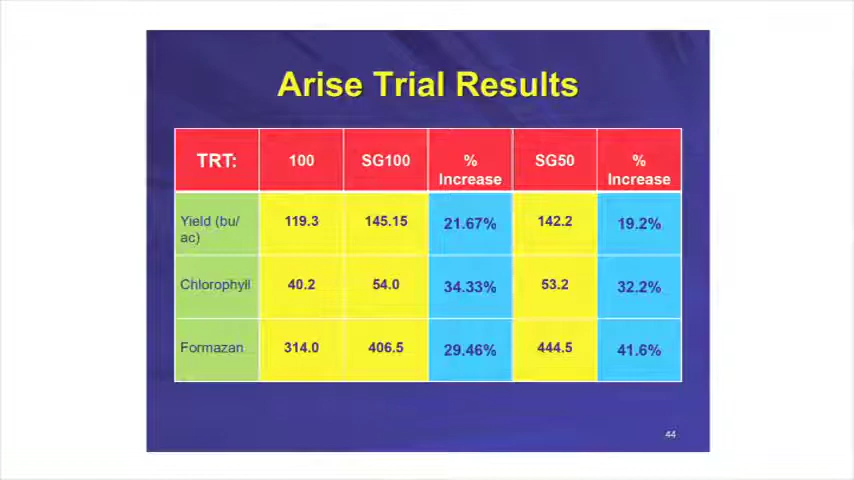 Arise Trial Results
TRT: 100 SG100 % Increase SG50 % Increase
Yield (bu/ac) 119.3 145.15 21.67% 142.2 19.2%
Chlorophyll 40.2 54.0 34.33% 53.2 32.2%
Formazan 314.0 406.5 29.46% 444.5 41.6%
44